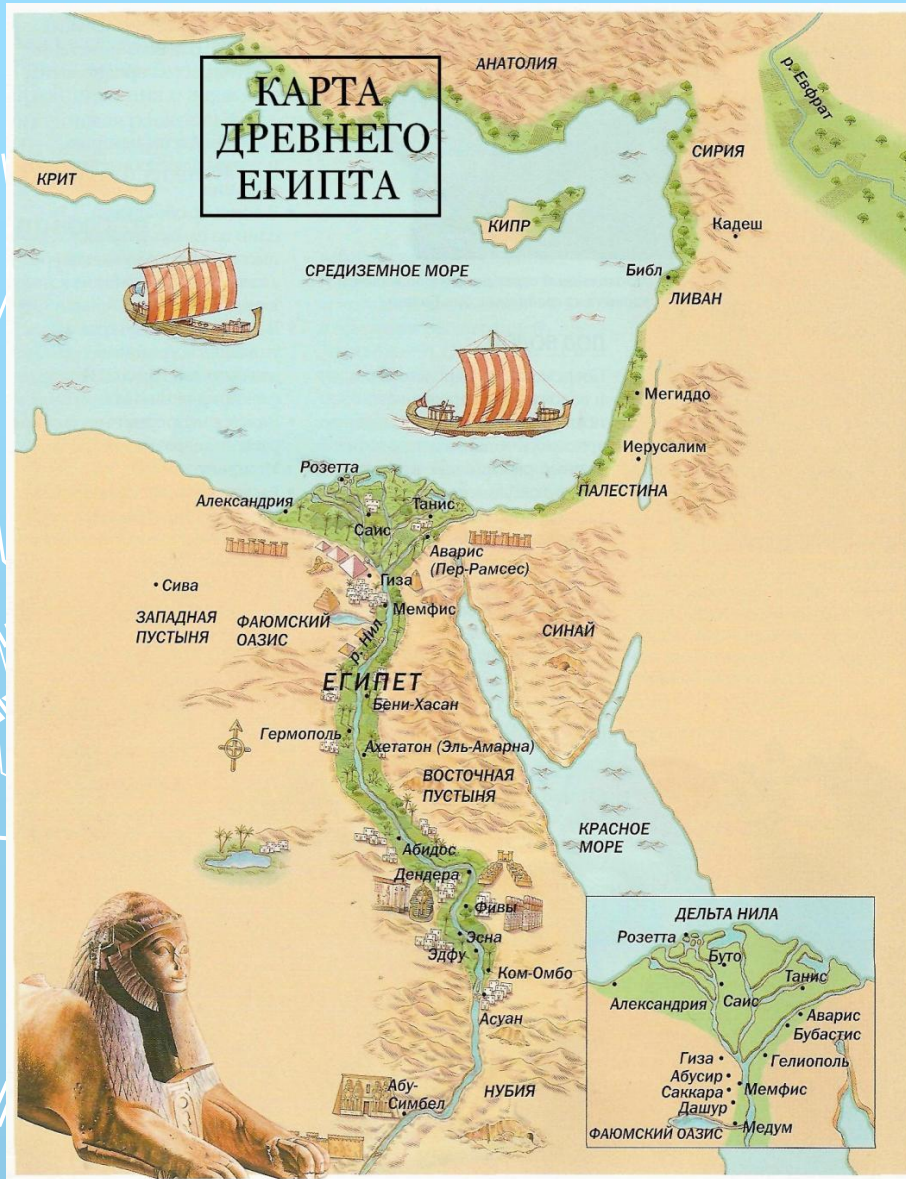 КАРТА
ДРЕВНЕГО
ЕГИПТА
АНАТОЛИЯ
р. Евфрат
СИРИЯ
КРИТ
КИПР
Кадеш
СРЕДИЗЕМНОЕ МОРЕ
Библ
ЛИВАН
Мегиддо
Иерусалим
ПАЛЕСТИНА
Розетта
Александрия
Танис
Саис
Аварис
(Пер-Рамсес)
Гиза
Сива
Мемфис
ЗАПАДНАЯ
ПУСТЫНЯ
ФАЮМСКИЙ
ОАЗИС
р. Нил
СИНАЙ
ЕГИПЕТ
Бени-Хасан
Гермополь
Ахетатон (Эль-Амарна)
ВОСТОЧНАЯ
ПУСТЫНЯ
КРАСНОЕ
МОРЕ
Абидос
Дендера
Фивы
Эсна
Эдфу
Ком-Омбо
Асуан
Абу-
Симбел
НУБИЯ
ДЕЛЬТА НИЛА
Розетта
Буто
Танис
Александрия
Саис
Аварис
Бубастис
Гиза
Гелиополь
Абусир
Саккара
Мемфис
Дашур
Медум
ФАЮМСКИЙ ОАЗИС